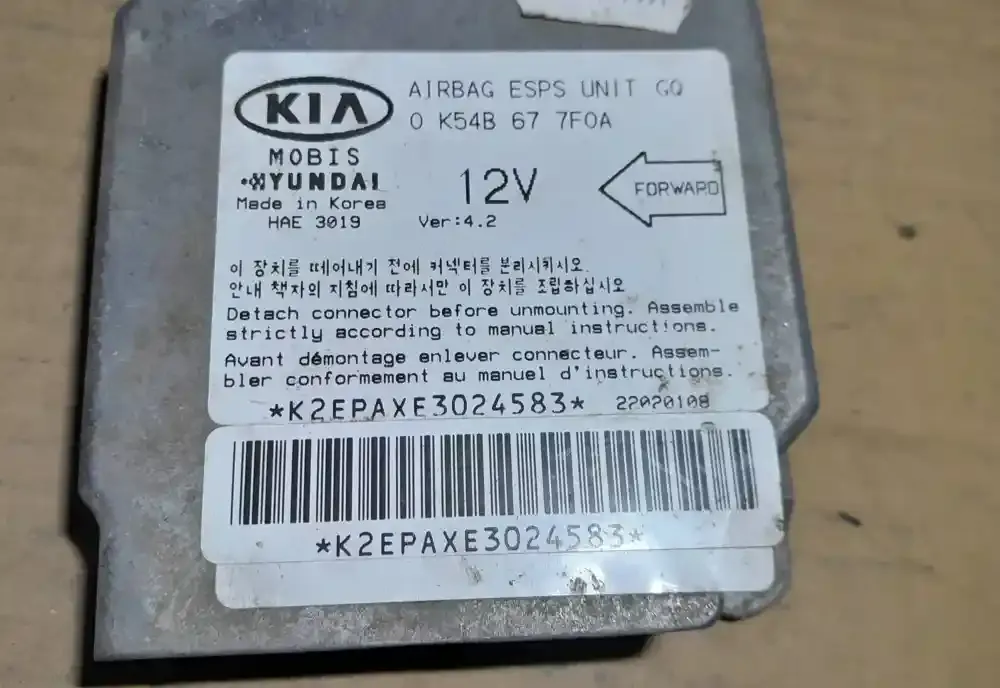 KIA
AIRBAG ESPS UNIT GQ
0 K54B 67 7F0A
MOBIS
HYUNDAI
Made in Korea
HAE 3019
12V
Ver:4.2
FORWARD
이 장치를 떼어내기 전에 커넥터를 분리시키시오.
안내 책자의 지침에 따라서만 이 장치를 조립하십시오
Detach connector before unmounting. Assemble
strictly according to manual instructions.
Avant démontage enlever connecteur. Assem-
bler conformement au manuel d'instructions.
*K2EPAXE3024583* 22020108
*K2EPAXE3024583*